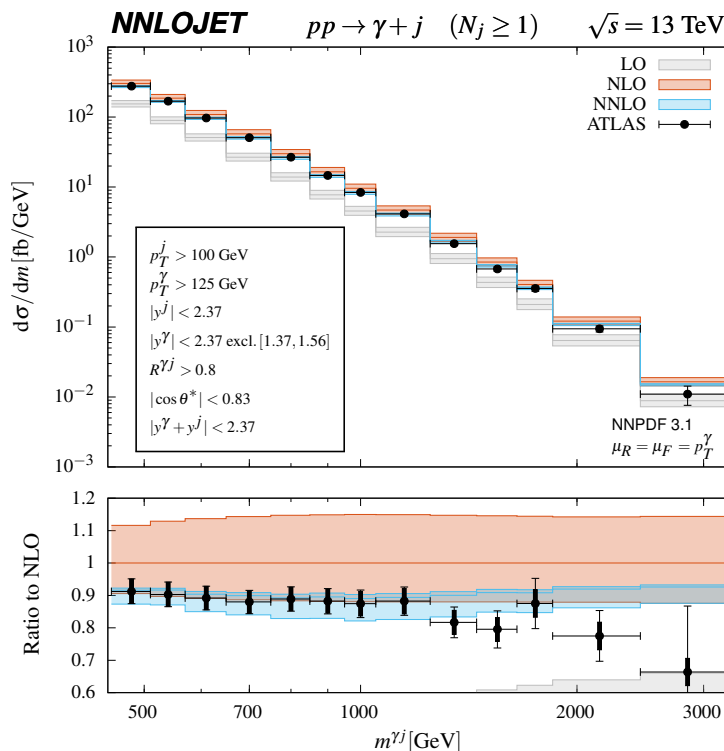 NNLOJET pp → γ + j (N_j ≥ 1) √s = 13 TeV
LO
NLO
NNLO
ATLAS
10^3
10^2
10^1
10^0
10^−1
10^−2
10^−3
dσ/dm [fb/GeV]
p_T^j > 100 GeV
p_T^γ > 125 GeV
|y^j| < 2.37
|y^γ| < 2.37 excl. [1.37, 1.56]
R^γj > 0.8
|cos θ*| < 0.83
|y^γ + y^j| < 2.37
NNPDF 3.1
μ_R = μ_F = p_T^γ
1.2
1.1
1
0.9
0.8
0.7
0.6
Ratio to NLO
500 700 1000 2000 3000
m^γj [GeV]